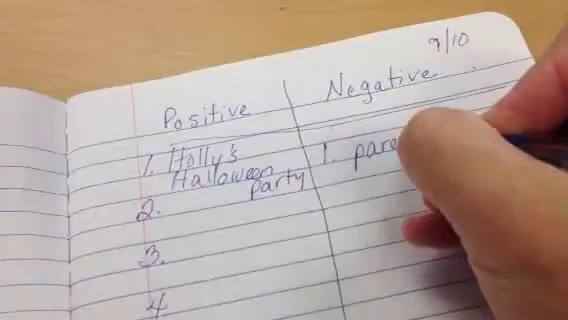 9/10
Positive Negative
1. Holly's 1. pare
Halloween
party
2.
3.
4